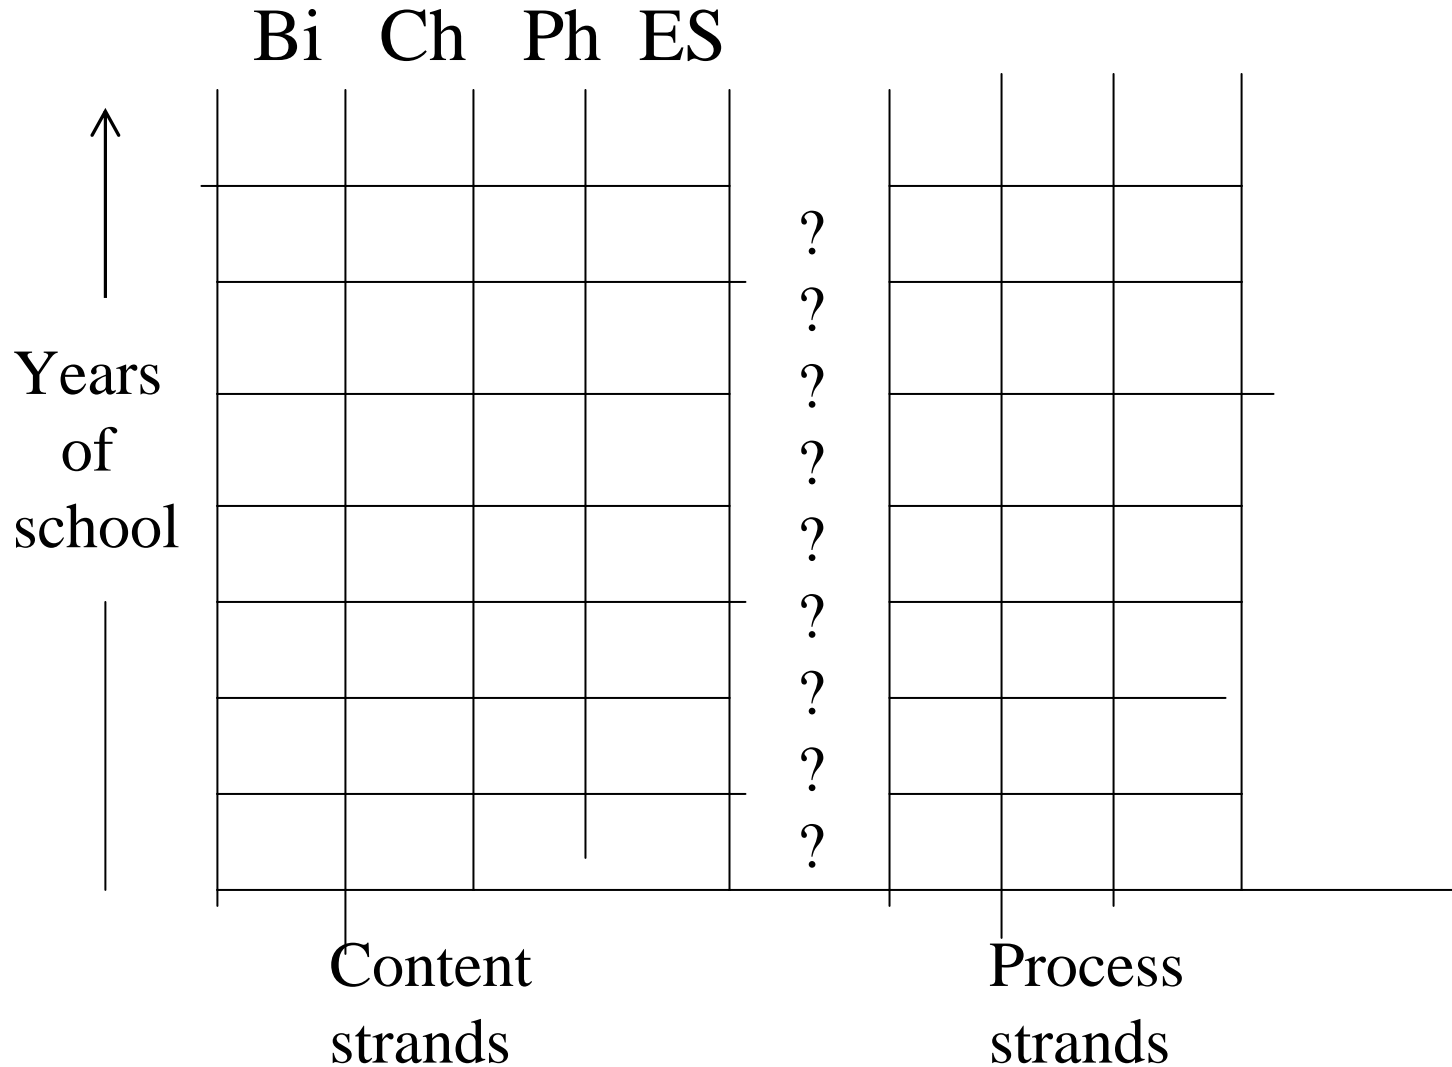 Bi Ch Ph ES
?
?
Years
?
of
?
school
?
?
?
?
?
Content
strands
Process
strands